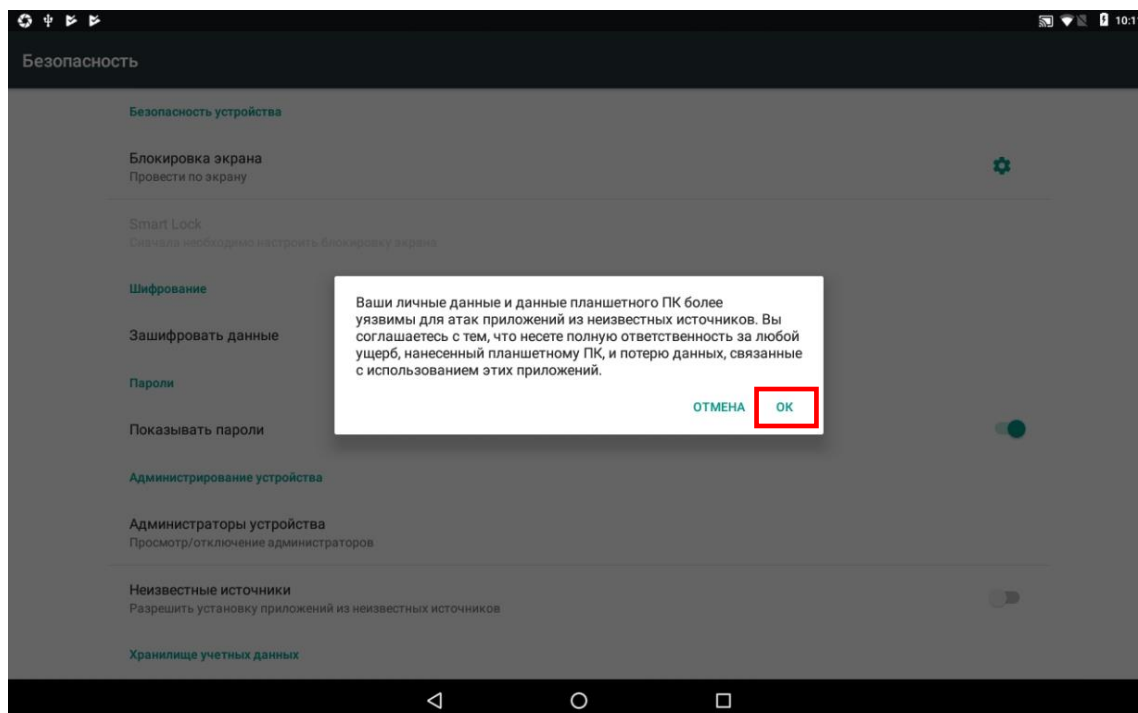 10:1
Безопасность
Безопасность устройства
Блокировка экрана
Провести по экрану
Smart Lock
Сначала необходимо настроить блокировку экрана
Шифрование
Зашифровать данные
Пароли
Показывать пароли
Ваши личные данные и данные планшетного ПК более
уязвимы для атак приложений из неизвестных источников. Вы
соглашаетесь с тем, что несете полную ответственность за любой
ущерб, нанесенный планшетному ПК, и потерю данных, связанные
с использованием этих приложений.
ОТМЕНА ОК
Администрирование устройства
Администраторы устройства
Просмотр/отключение администраторов
Неизвестные источники
Разрешить установку приложений из неизвестных источников
Хранилище учетных данных